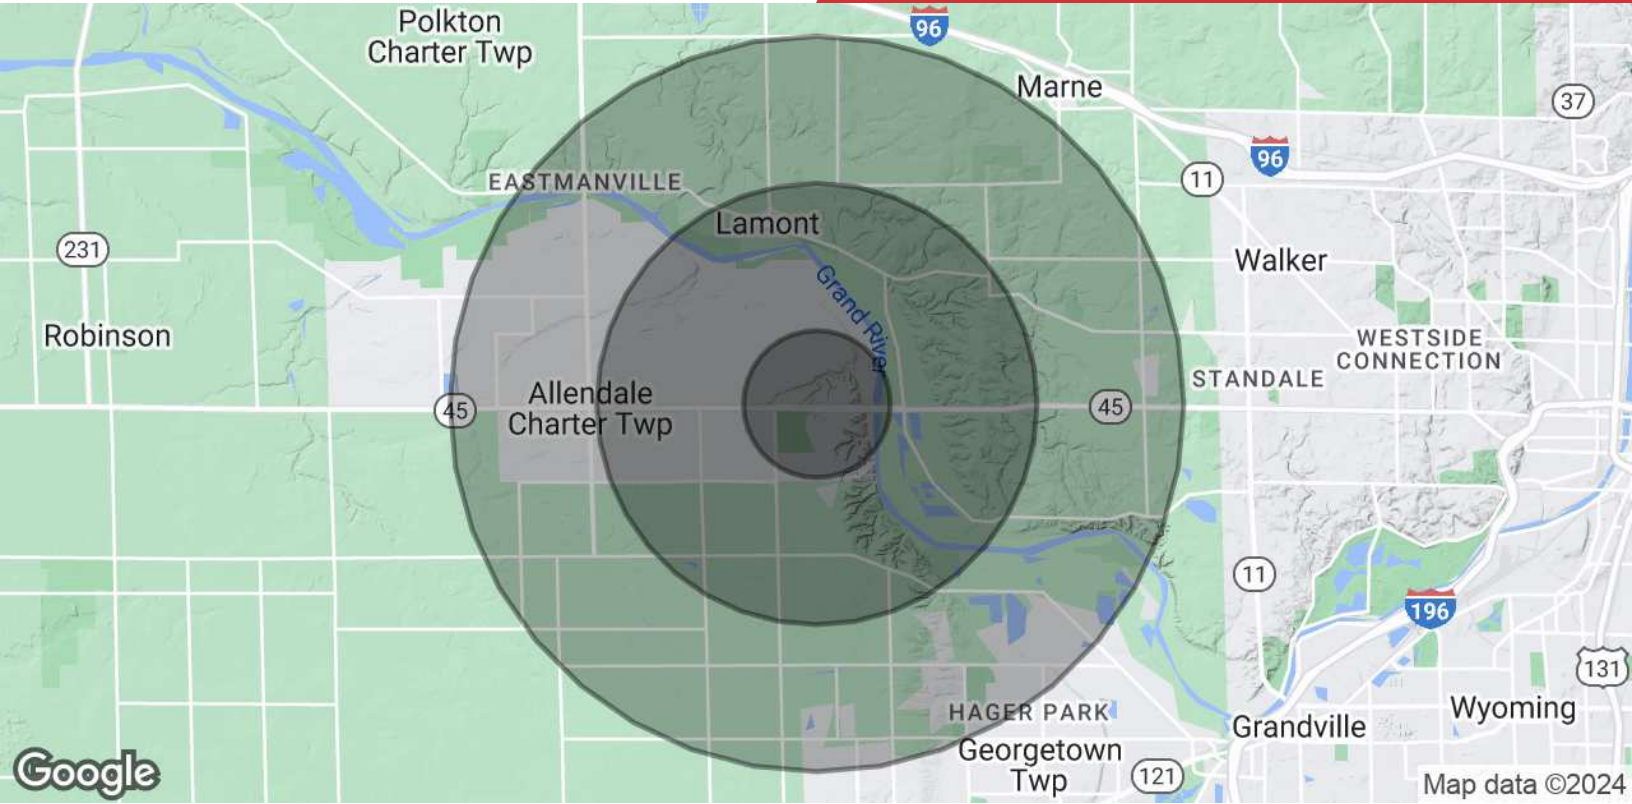 Polkton
Charter Twp
96
Marne
37
96
11
EASTMANVILLE
Lamont
231
Walker
Grand River
Robinson
WESTSIDE
CONNECTION
STANDALE
Allendale
Charter Twp
45
45
11
196
131
HAGER PARK
Wyoming
Grandville
Georgetown
Twp
121
Google
Map data ©2024